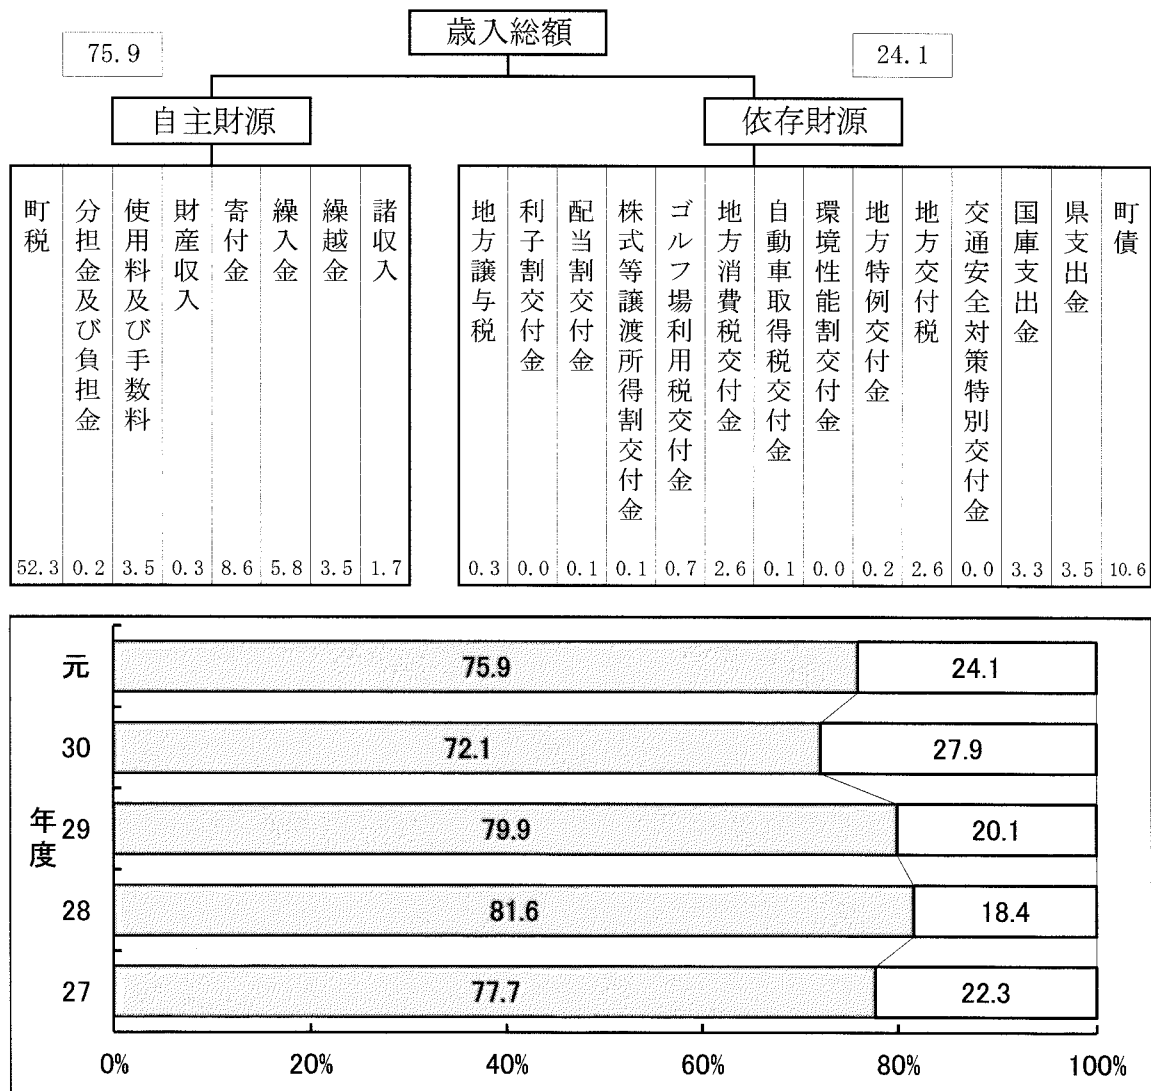 歳入総額
75.9
24.1
自主財源
依存財源
町税
分担金及び負担金
使用料及び手数料
財産収入
寄付金
繰入金
繰越金
諸収入
52.3 0.2 3.5 0.3 8.6 5.8 3.5 1.7
地方譲与税
利子割交付金
配当割交付金
株式等譲渡所得割交付金
ゴルフ場利用税交付金
地方消費税交付金
自動車取得税交付金
環境性能割交付金
地方特例交付金
地方交付税
交通安全対策特別交付金
国庫支出金
県支出金
町債
0.3 0.0 0.1 0.1 0.7 2.6 0.1 0.0 0.2 2.6 0.0 3.3 3.5 10.6
年度
元 75.9 24.1
30 72.1 27.9
29 79.9 20.1
28 81.6 18.4
27 77.7 22.3
0% 20% 40% 60% 80% 100%